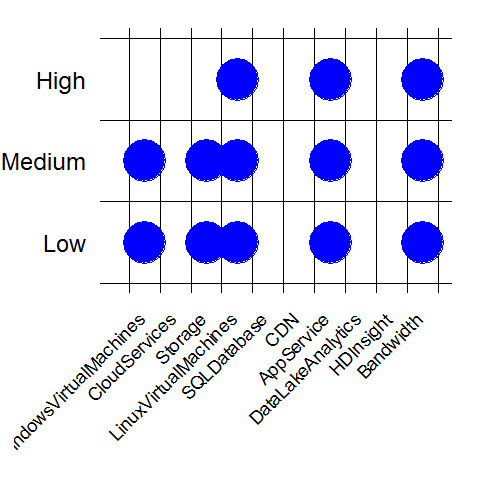 High
Medium
Low
ndowsVirtualMachines
CloudServices
Storage
LinuxVirtualMachines
SQLDatabase
CDN
AppService
DataLakeAnalytics
HDInsight
Bandwidth